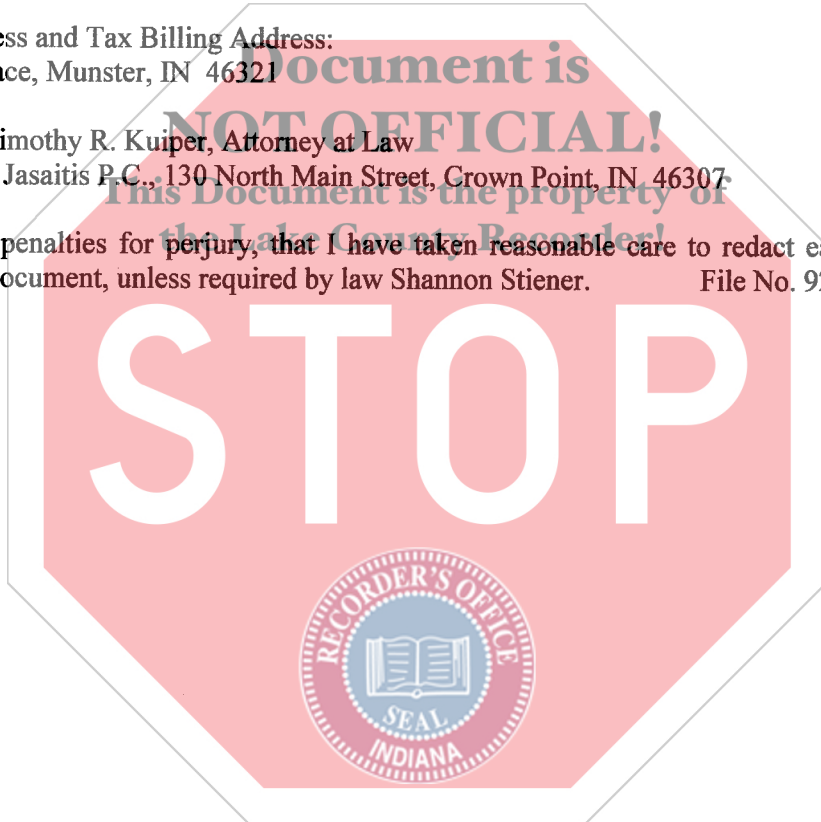 ess and Tax Billing Address:
ace, Munster, IN 46321
Document is
NOT OFFICIAL!
imothy R. Kuiper, Attorney at Law
Jasaitis P.C., 130 North Main Street, Crown Point, IN 46307
This Document is the property of
the Lake County Recorder!
penalties for perjury, that I have taken reasonable care to redact ea
ocument, unless required by law Shannon Stiener. File No. 92
STOP
RECORDER'S OFFICE
SEAL
INDIANA